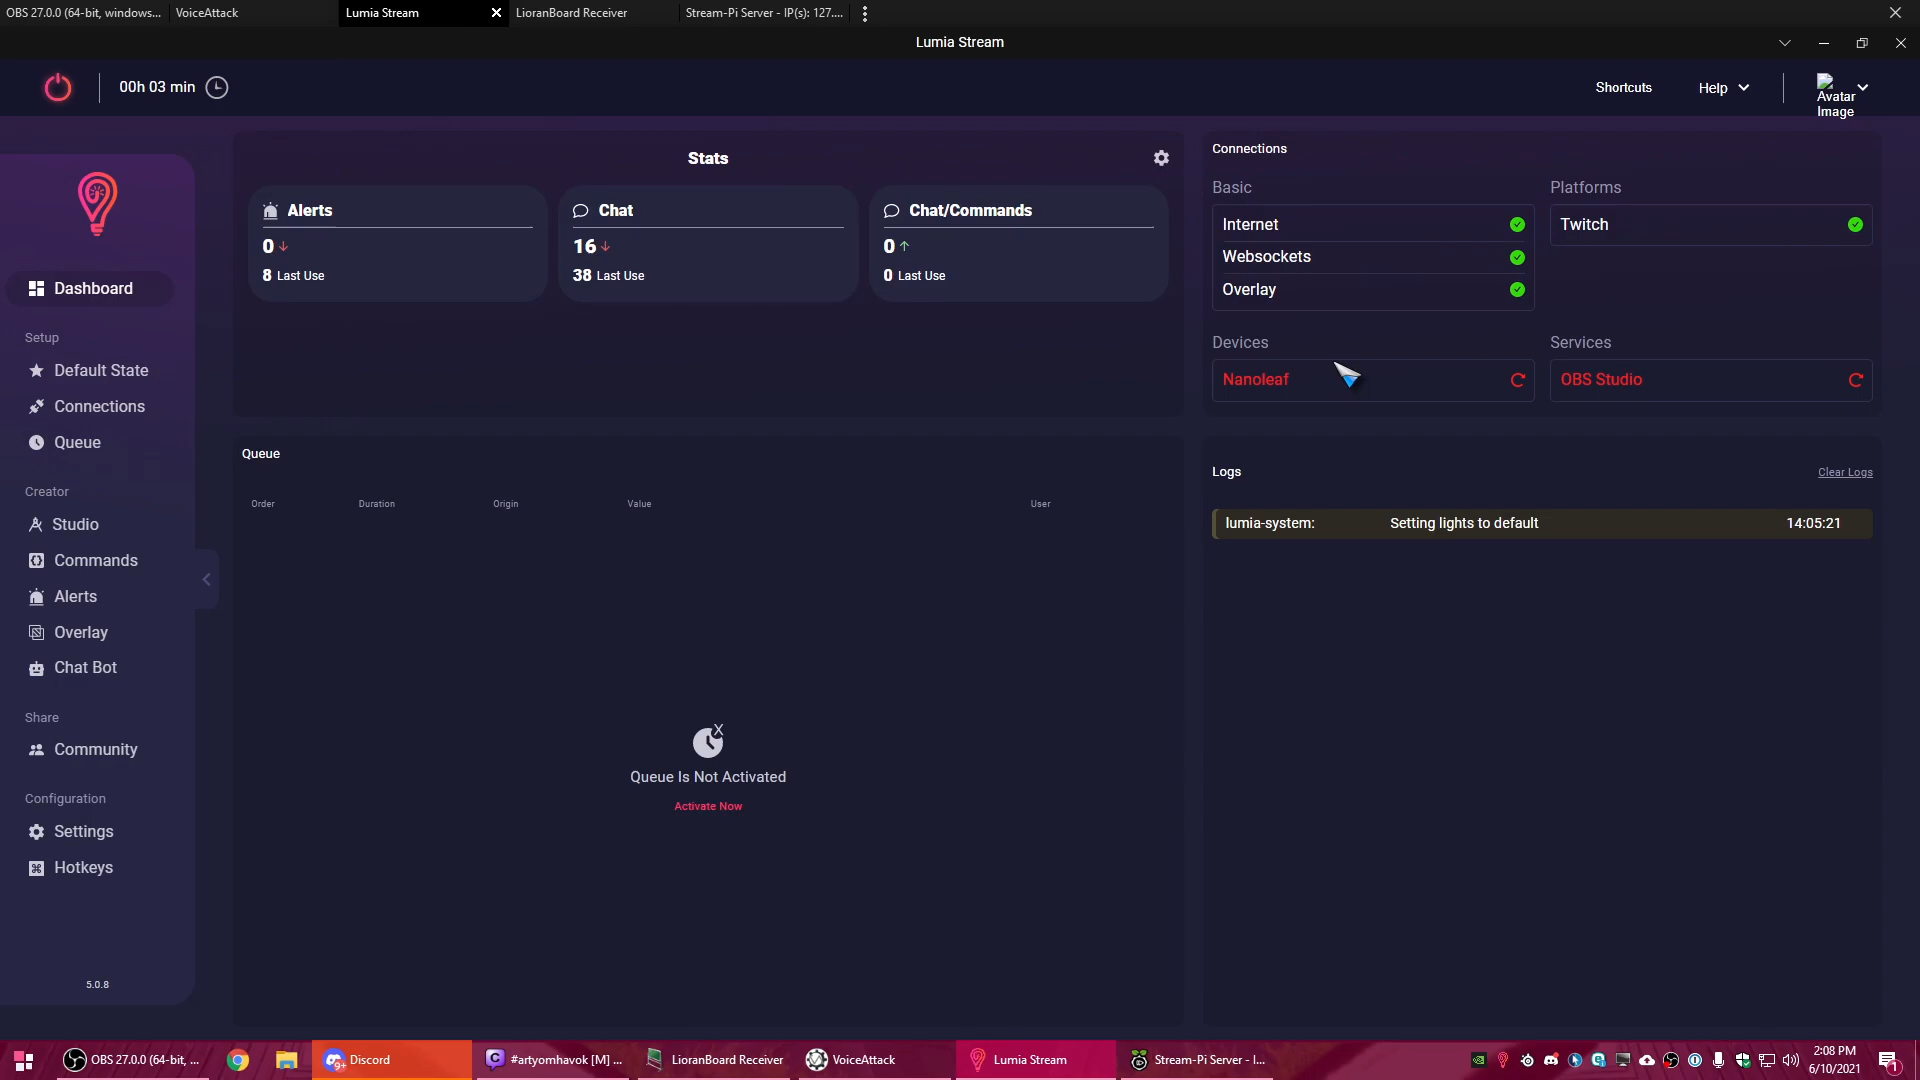 OBS 27.0.0 (64-bit, windows...
VoiceAttack
Lumia Stream
LioranBoard Receiver
Stream-Pi Server - IP(s): 127....
Lumia Stream
00h 03 min
Shortcuts
Help
Avatar
Image
Dashboard
Setup
Default State
Connections
Queue
Creator
Studio
Commands
Alerts
Overlay
Chat Bot
Share
Community
Configuration
Settings
Hotkeys
5.0.8
Stats
Alerts
0
8 Last Use
Chat
16
38 Last Use
Chat/Commands
0
0 Last Use
Connections
Basic
Internet
Websockets
Overlay
Platforms
Twitch
Devices
Nanoleaf
Services
OBS Studio
Queue
Order Duration Origin Value User
Queue Is Not Activated
Activate Now
Logs
Clear Logs
lumia-system: Setting lights to default 14:05:21
OBS 27.0.0 (64-bit, ...
9+
Discord
#artyomhavok [M] ...
LioranBoard Receiver
VoiceAttack
Lumia Stream
Stream-Pi Server - I...
2:08 PM
6/10/2021
1